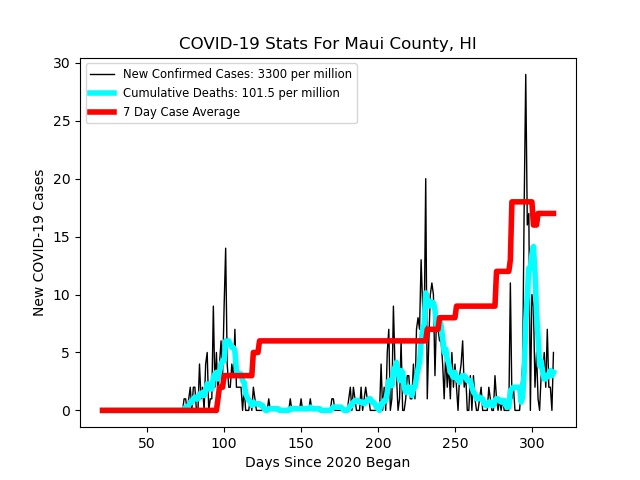 COVID-19 Stats For Maui County, HI
New Confirmed Cases: 3300 per million
Cumulative Deaths: 101.5 per million
7 Day Case Average
30
25
20
15
10
5
0
New COVID-19 Cases
50 100 150 200 250 300
Days Since 2020 Began